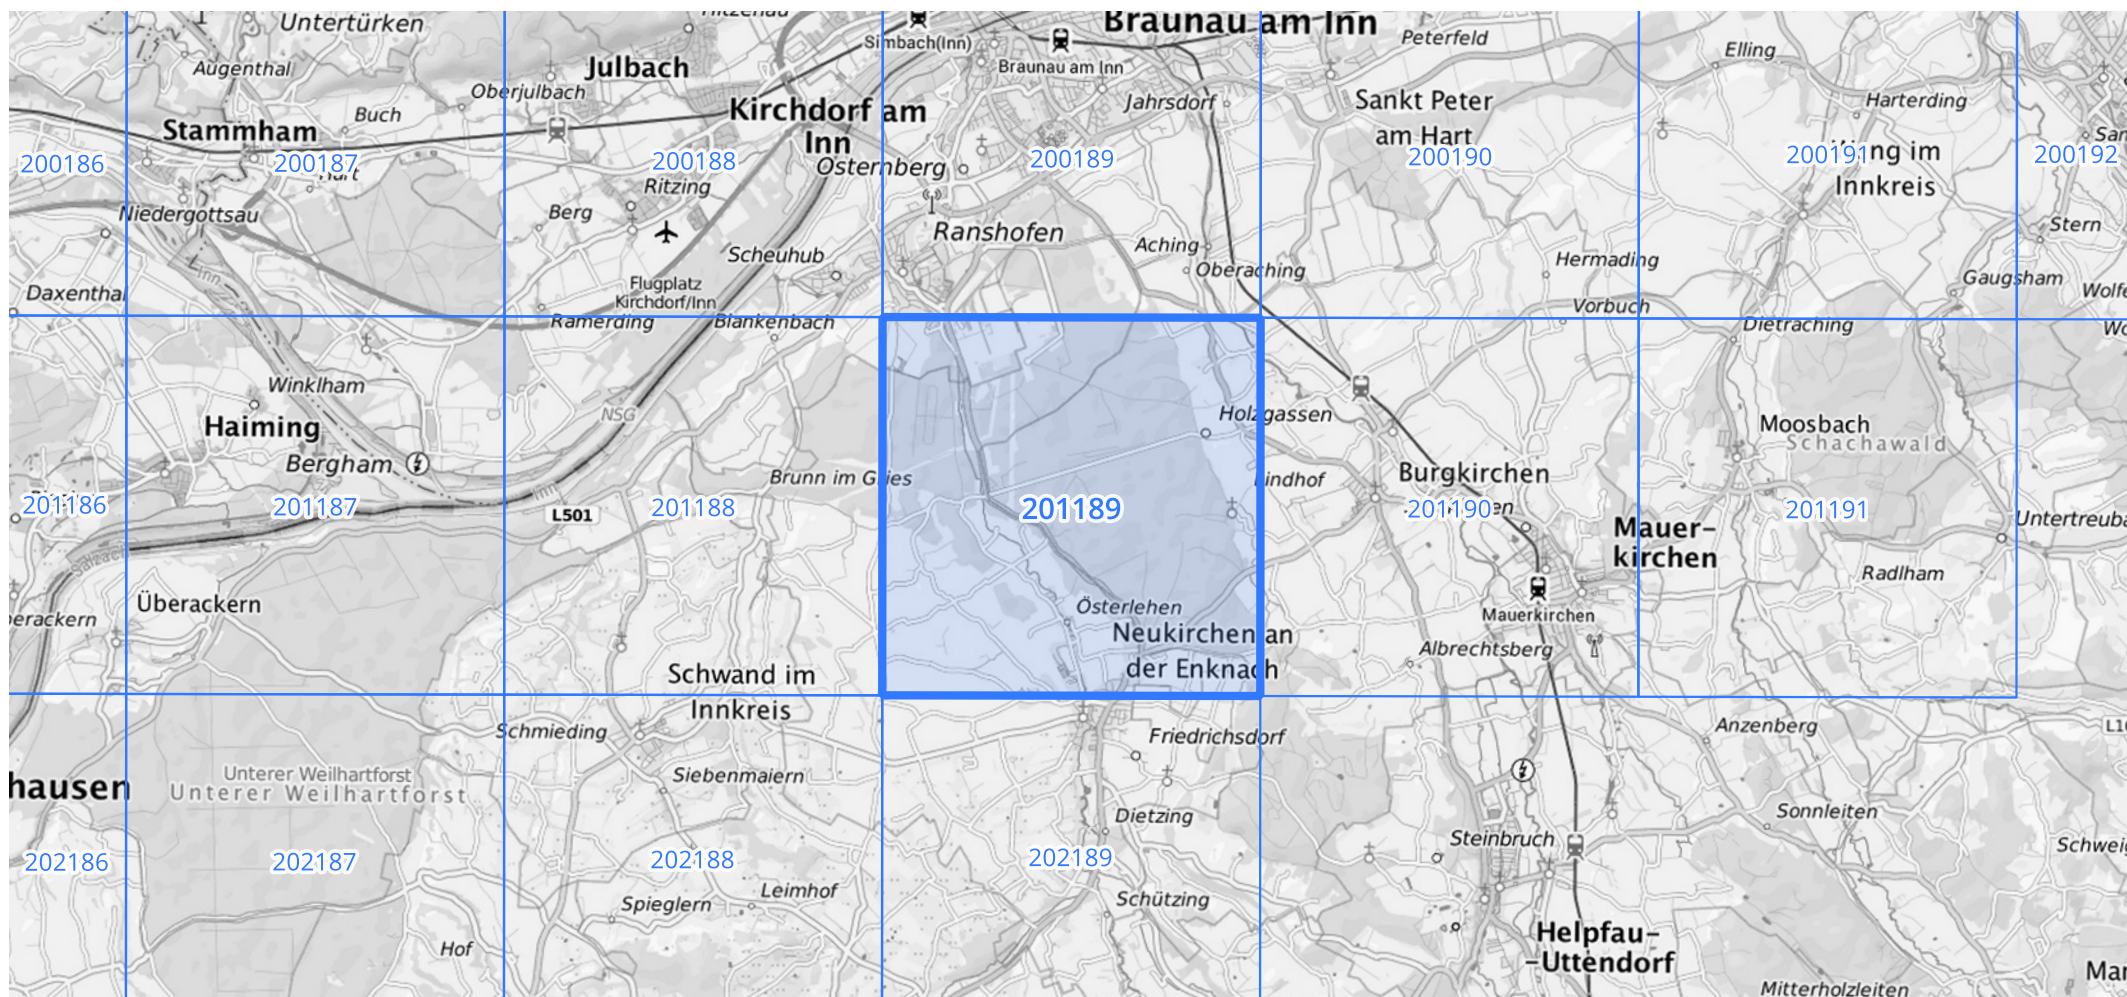 Untertürken
Braunau am Inn
Simbach(Inn)
Peterfeld
Elling
Augenthal
Julbach
Braunau am Inn
Oberjulbach
Buch
Kirchdorf am
Inn
Jahrsdorf
Sankt Peter
am Hart
Harterding
Stammham
200186
200187
200188
Osternberg
200189
200190
200191
Innkreis
200192
Ritzing
Niedergottsau
Berg
Ranshofen
Stern
Scheuhub
Aching
Oberaching
Hermading
Gaugsham
Inn
Daxenthal
Flugplatz
Kirchdorf/Inn
Vorbuch
Ramerding
Blankenbach
Dietraching
Winklham
NSG
Holzgassen
Haiming
Moosbach
Schachawald
Bergham
Brunn im Gries
Lindhof
Burgkirchen
201186
201187
Inn
L501
201188
201189
201190
201191
Mauer-
kirchen
Salzach
Radlham
Überackern
Österlehen
Mauerkirchen
Neukirchen an
der Enknach
Albrechtsberg
Schwand im
Innkreis
Schmieding
Friedrichsdorf
Anzenberg
Unterer Weilhartforst
Unterer Weilhartforst
Siebenmaiern
Dietzing
Sonnleiten
Steinbruch
202186
202187
202188
202189
Leimhof
Spieglern
Schützing
Hof
Helpfau-
-Uttendorf
Mitterholzleiten